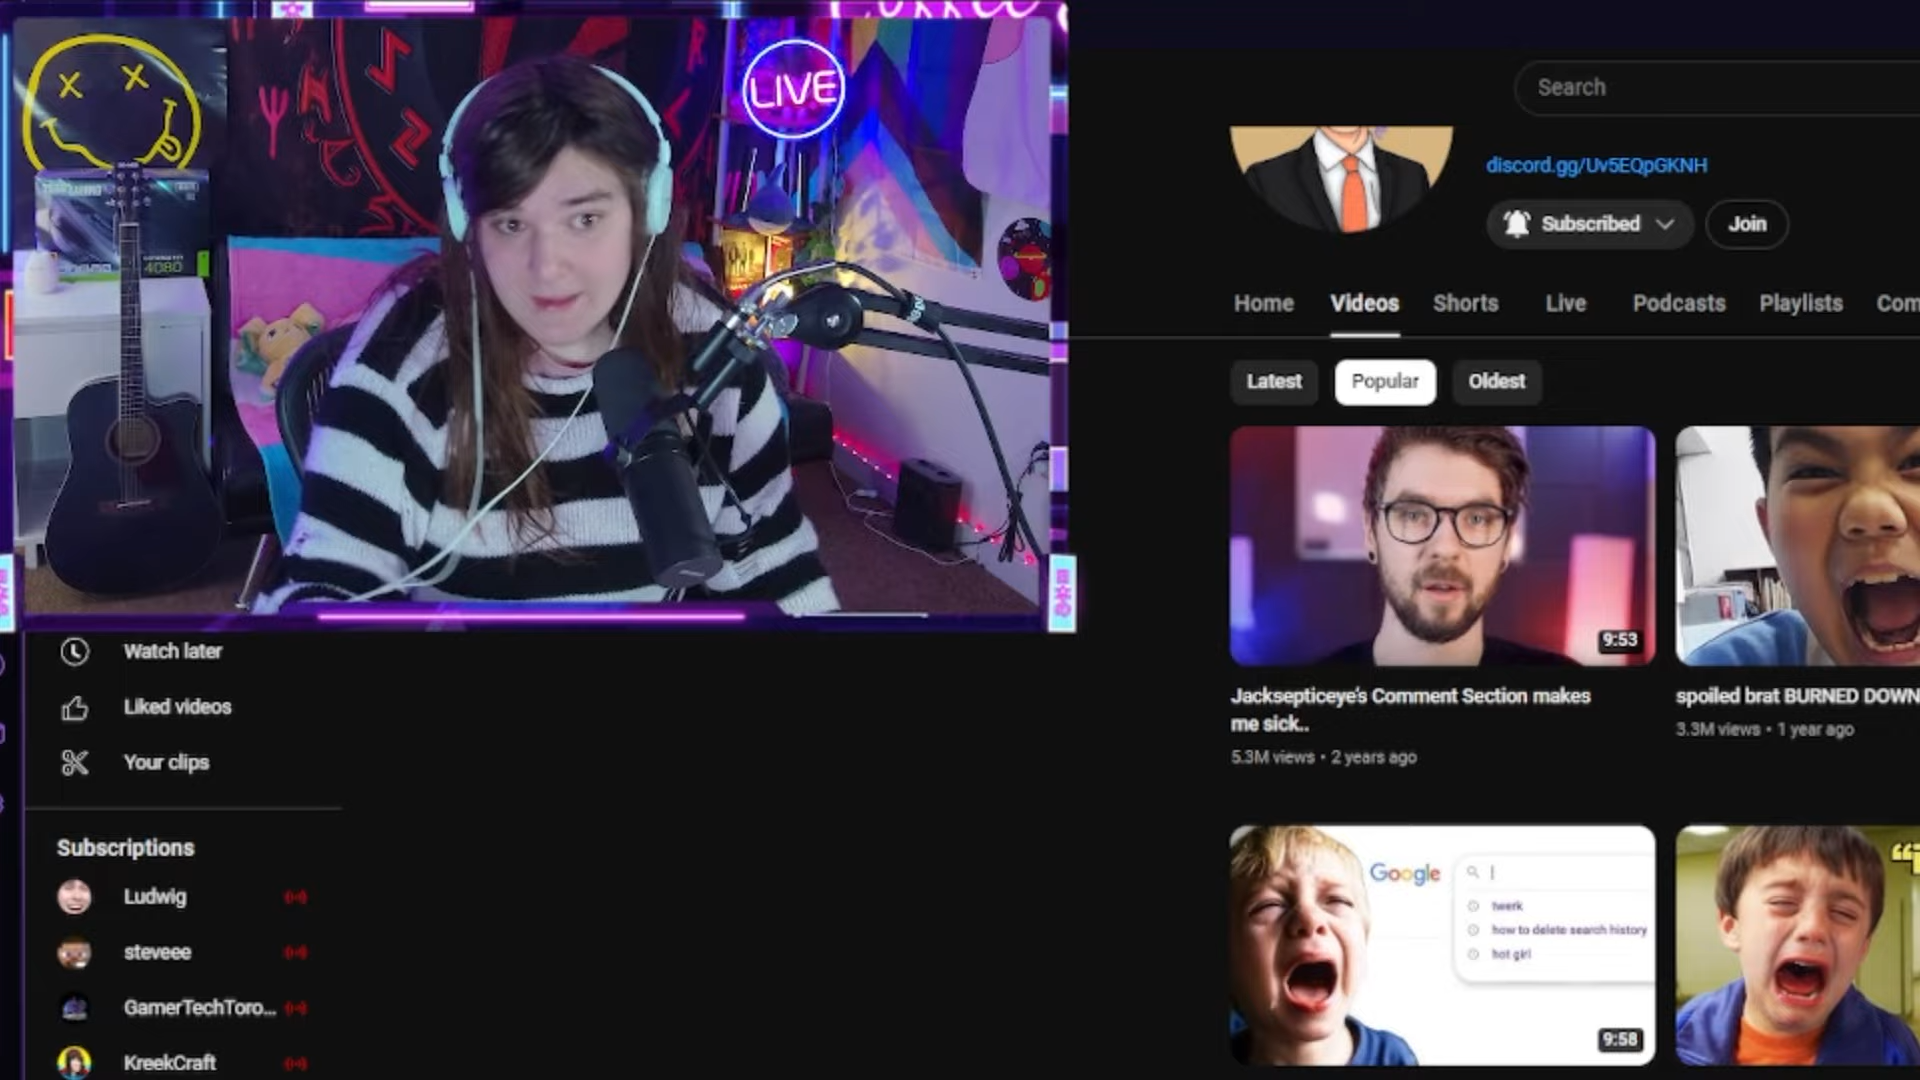 LIVE
4080
Search
discord.gg/Uv5EQpGKNH
Subscribed
Join
Home Videos Shorts Live Podcasts Playlists Com
Latest Popular Oldest
9:53
Jacksepticeye's Comment Section makes
me sick..
5.3M views • 2 years ago
spoiled brat BURNED DOWN
3.3M views • 1 year ago
Google
twerk
how to delete search history
hot girl
9:58
Watch later
Liked videos
Your clips
Subscriptions
Ludwig
steveee
GamerTechToro...
KreekCraft